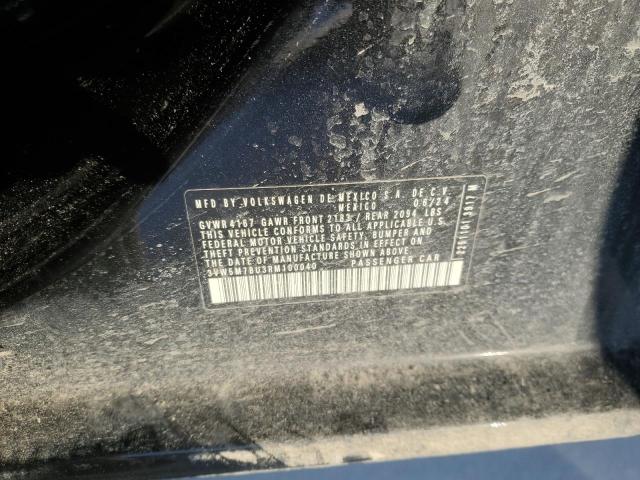 MFD BY VOLKSWAGEN DE MEXICO S.A. DE C.V.
MEXICO 06/24
GVWR 4167 GAWR FRONT 2183 / REAR 2094 LBS
THIS VEHICLE CONFORMS TO ALL APPLICABLE U.S.
FEDERAL MOTOR VEHICLE SAFETY, BUMPER AND
THEFT PREVENTION STANDARDS IN EFFECT ON
THE DATE OF MANUFACTURE SHOWN ABOVE.
3VW5M7BU3RM100040 PASSENGER CAR